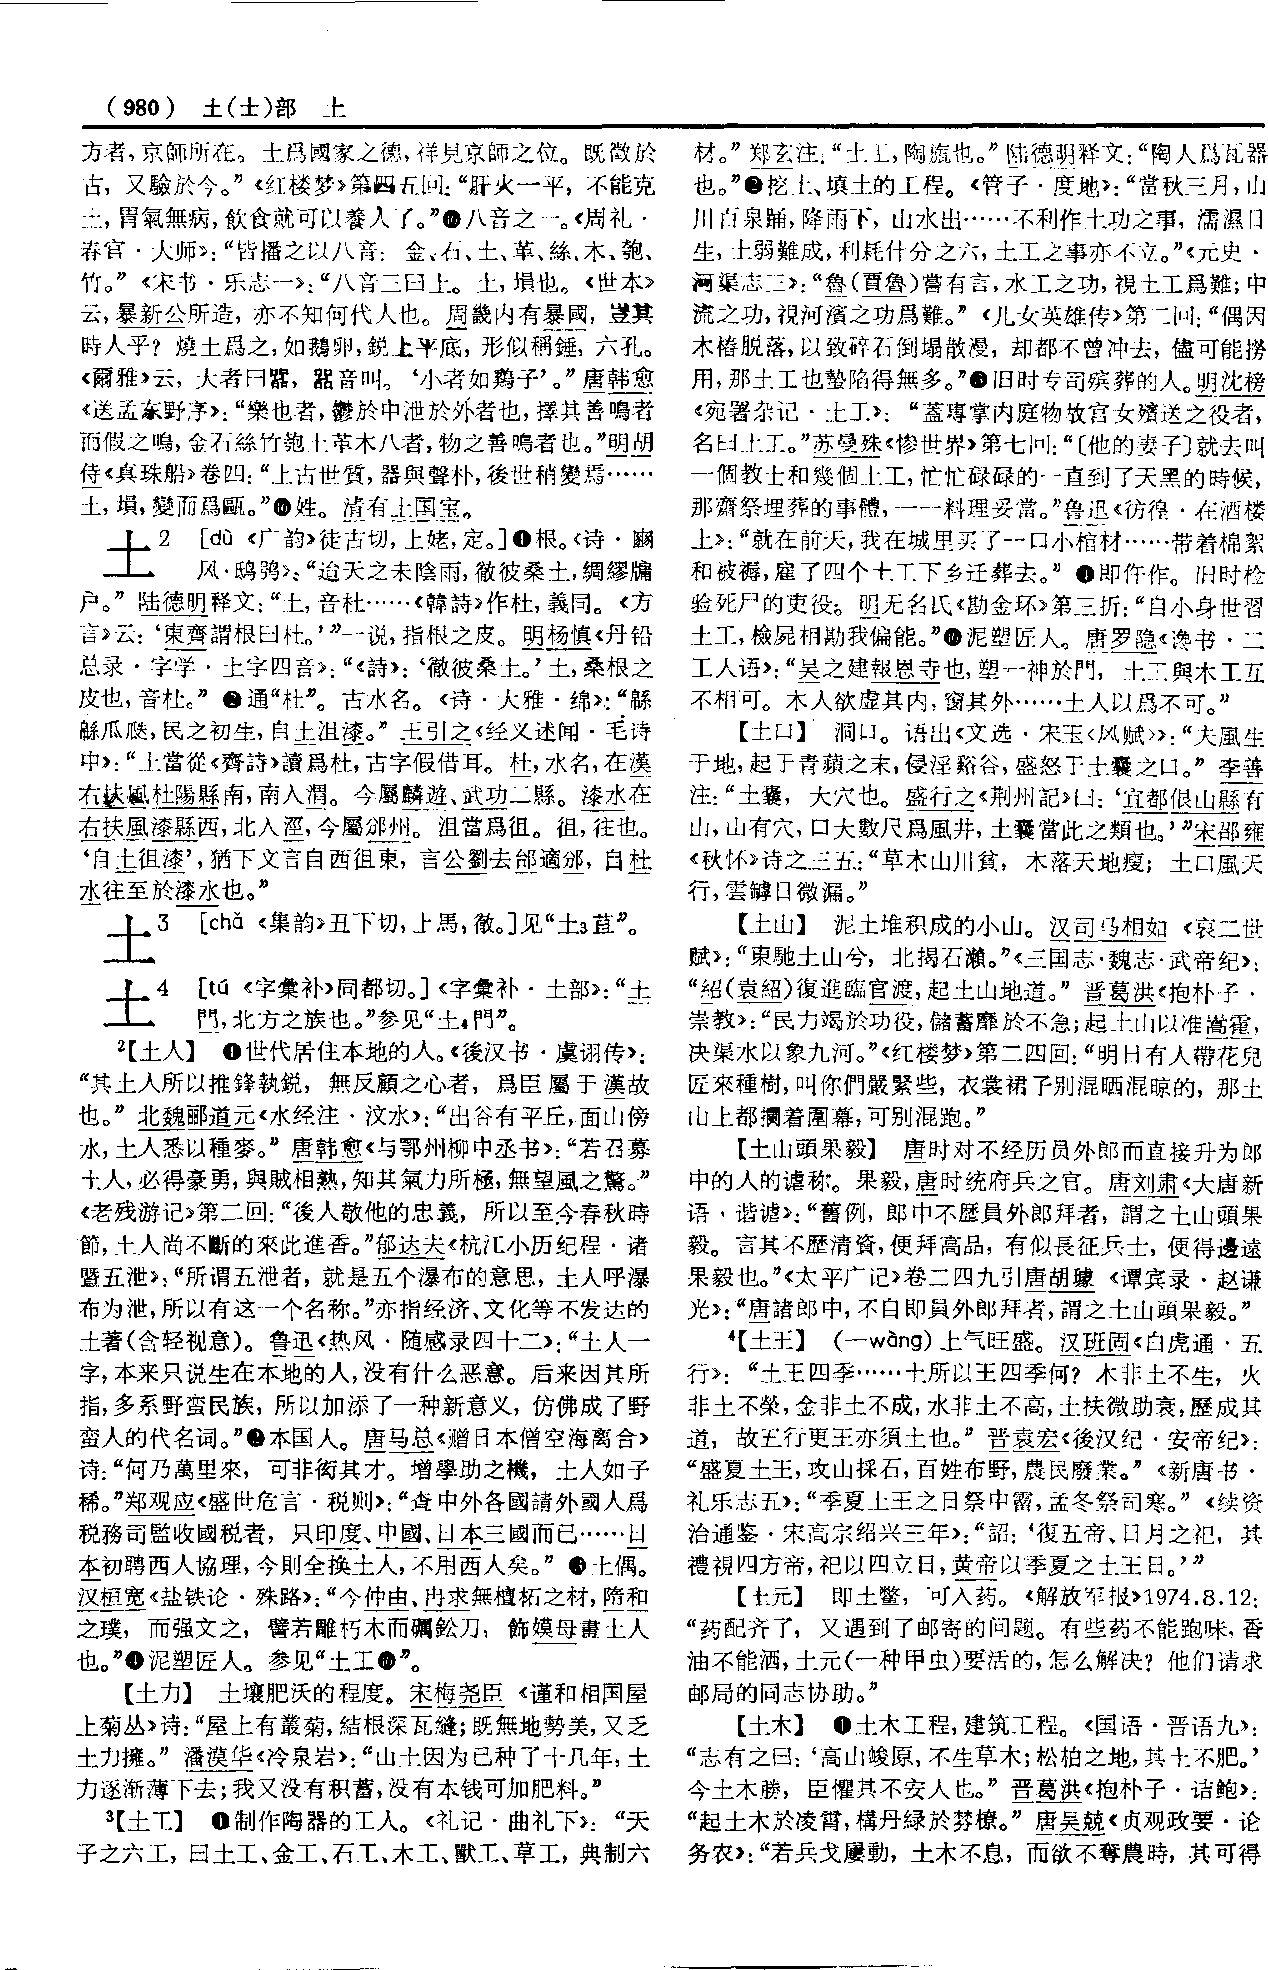 (980) 土(士)部 土
方者，京師所在。土爲國家之德，祥見京師之位。既徵於
古，又驗於今。”《红楼梦》第四五回：“肝火一平，不能克
土，胃氣無病，飲食就可以養人了。”⓰八音之一。《周礼·
春官·大师》：“皆播之以八音：金、石、土、革、絲、木、匏、
竹。”《宋书·乐志一》：“八音三曰土。土，塤也。《世本》
云，暴新公所造，亦不知何代人也。周畿内有暴國，豈其
時人乎？燒土爲之，如鵝卵，鋭上平底，形似稱錘，六孔。
《爾雅》云，大者曰嘂，嘂音叫。‘小者如鷄子’。”唐韩愈
《送孟东野序》：“樂也者，鬱於中泄於外者也，擇其善鳴者
而假之鳴，金石絲竹匏土革木八者，物之善鳴者也。”明胡
侍《真珠船》卷四：“上古世質，器與聲朴，後世稍變焉……
土，塤，變而爲甌。”⓱姓。清有土国宝。
土2 [dù 《广韵》徒古切，上姥，定。]❶根。《诗·豳
风·鸱鸮》：“迨天之未陰雨，徹彼桑土，綢繆牖
户。”陆德明释文：“土，音杜……《韓詩》作杜，義同。《方
言》云：‘東齊謂根曰杜。’”一说，指根之皮。明杨慎《丹铅
总录·字学·土字四音》：“《詩》：‘徹彼桑土。’土，桑根之
皮也，音杜。”❷通“杜”。古水名。《诗·大雅·绵》：“緜
緜瓜瓞，民之初生，自土沮漆。”王引之《经义述闻·毛诗
中》：“土當從《齊詩》讀爲杜，古字假借耳。杜，水名，在漢
右扶風杜陽縣南，南入渭。今屬麟遊、武功二縣。漆水在
右扶風漆縣西，北入涇，今屬邠州。沮當爲徂。徂，往也。
‘自土徂漆’，猶下文言自西徂東，言公劉去邰適邠，自杜
水往至於漆水也。”
土3 [chǎ 《集韵》丑下切，上馬，徹。]见“土3苴”。
土4 [tú 《字彙补》同都切。]《字彙补·土部》：“土
門，北方之族也。”参见“土4門”。
2【土人】 ❶世代居住本地的人。《後汉书·虞诩传》：
“其土人所以推鋒執鋭，無反顧之心者，爲臣屬于漢故
也。”北魏郦道元《水经注·汶水》：“出谷有平丘，面山傍
水，土人悉以種麥。”唐韩愈《与鄂州柳中丞书》：“若召募
土人，必得豪勇，與賊相熟，知其氣力所極，無望風之驚。”
《老残游记》第二回：“後人敬他的忠義，所以至今春秋時
節，土人尚不斷的來此進香。”郁达夫《杭江小历纪程·诸
暨五泄》：“所谓五泄者，就是五个瀑布的意思，土人呼瀑
布为泄，所以有这一个名称。”亦指经济、文化等不发达的
土著(含轻视意)。鲁迅《热风·随感录四十二》：“土人一
字，本来只说生在本地的人，没有什么恶意。后来因其所
指，多系野蛮民族，所以加添了一种新意义，仿佛成了野
蛮人的代名词。”❷本国人。唐马总《赠日本僧空海离合》
诗：“何乃萬里來，可非衒其才。增學助之機，土人如子
稀。”郑观应《盛世危言·税则》：“查中外各國請外國人爲
税務司監收國税者，只印度、中國、日本三國而已……日
本初聘西人協理，今則全换土人，不用西人矣。”❸土偶。
汉桓宽《盐铁论·殊路》：“今仲由、冉求無檀柘之材，隋和
之璞，而强文之，譬若雕朽木而礪鈆刀，飾嫫母畫土人
也。”❹泥塑匠人。参见“土工❺”。
【土力】 土壤肥沃的程度。宋梅尧臣《谨和相国屋
上菊丛》诗：“屋上有叢菊，結根深瓦縫；既無地勢美，又乏
土力擁。”潘漠华《冷泉岩》：“山土因为已种了十几年，土
力逐渐薄下去；我又没有积蓄，没有本钱可加肥料。”
3【土工】 ❶制作陶器的工人。《礼记·曲礼下》：“天
子之六工，曰土工、金工、石工、木工、獸工、草工，典制六
材。”郑玄注：“土工，陶旊也。”陆德明释文：“陶人爲瓦器
也。”❷挖土、填土的工程。《管子·度地》：“當秋三月，山
川百泉踊，降雨下，山水出……不利作土功之事，濡濕日
生，土弱難成，利耗什分之六，土工之事亦不立。”《元史·
河渠志三》：“魯(賈魯)嘗有言，水工之功，視土工爲難；中
流之功，視河濱之功爲難。”《儿女英雄传》第二回：“偶因
木樁脱落，以致碎石倒塌散漫，却都不曾冲去，儘可能撈
用，那土工也蟄陷得無多。”❸旧时专司殡葬的人。明沈榜
《宛署杂记·土工》：“蓋專掌内庭物故宫女殯送之役者，
名曰土工。”苏曼殊《惨世界》第七回：“〔他的妻子〕就去叫
一個教士和幾個土工，忙忙碌碌的一直到了天黑的時候，
那齋祭埋葬的事體，一一料理妥當。”鲁迅《彷徨·在酒楼
上》：“就在前天，我在城里买了一口小棺材……带着棉絮
和被褥，雇了四个土工下乡迁葬去。”❹即仵作。旧时检
验死尸的吏役。明无名氏《勘金环》第三折：“自小身世習
土工，檢屍相勘我偏能。”❺泥塑匠人。唐罗隐《谗书·二
工人语》：“吴之建報恩寺也，塑一神於門，土工與木工互
不相可。木人欲虚其内，窗其外……土人以爲不可。”
【土口】 洞口。语出《文选·宋玉〈风赋〉》：“夫風生
于地，起于青蘋之末，侵淫谿谷，盛怒于土囊之口。”李善
注：“土囊，大穴也。盛行之《荆州記》曰：‘宜都佷山縣有
山，山有穴，口大數尺爲風井，土囊當此之類也。’”宋邵雍
《秋怀》诗之三五：“草木山川貧，木落天地瘦；土口風天
行，雲罅日微漏。”
【土山】 泥土堆积成的小山。汉司马相如《哀二世
赋》：“東馳土山兮，北揭石瀨。”《三国志·魏志·武帝纪》：
“紹(袁紹)復進臨官渡，起土山地道。”晋葛洪《抱朴子·
崇教》：“民力竭於功役，儲蓄靡於不急；起土山以准嵩霍，
决渠水以象九河。”《红楼梦》第二四回：“明日有人帶花兒
匠來種樹，叫你們嚴緊些，衣裳裙子别混晒混晾的，那土
山上都攔着圍幕，可别混跑。”
【土山頭果毅】 唐时对不经历员外郎而直接升为郎
中的人的谑称。果毅，唐时统府兵之官。唐刘肃《大唐新
语·谐谑》：“舊例，郎中不歷員外郎拜者，謂之土山頭果
毅。言其不歷清資，便拜高品，有似長征兵士，便得邊遠
果毅也。”《太平广记》卷二四九引唐胡璩《谭宾录·赵谦
光》：“唐諸郎中，不自即員外郎拜者，謂之土山頭果毅。”
4【土王】 (一wàng)土气旺盛。汉班固《白虎通·五
行》：“土王四季……土所以王四季何？木非土不生，火
非土不榮，金非土不成，水非土不高，土扶微助衰，歷成其
道，故五行更王亦須土也。”晋袁宏《後汉纪·安帝纪》：
“盛夏土王，攻山採石，百姓布野，農民廢業。”《新唐书·
礼乐志五》：“季夏土王之日祭中霤，孟冬祭司寒。”《续资
治通鉴·宋高宗绍兴三年》：“詔：‘復五帝、日月之祀，其
禮視四方帝，祀以四立日，黄帝以季夏之土王日。’”
【土元】 即土鳖，可入药。《解放军报》1974.8.12：
“药配齐了，又遇到了邮寄的问题。有些药不能跑味，香
油不能洒，土元(一种甲虫)要活的，怎么解决？他们请求
邮局的同志协助。”
【土木】 ❶土木工程，建筑工程。《国语·晋语九》：
“志有之曰：‘高山峻原，不生草木；松柏之地，其土不肥。’
今土木勝，臣懼其不安人也。”晋葛洪《抱朴子·诘鲍》：
“起土木於凌霄，構丹緑於棼橑。”唐吴兢《贞观政要·论
务农》：“若兵戈屢動，土木不息，而欲不奪農時，其可得